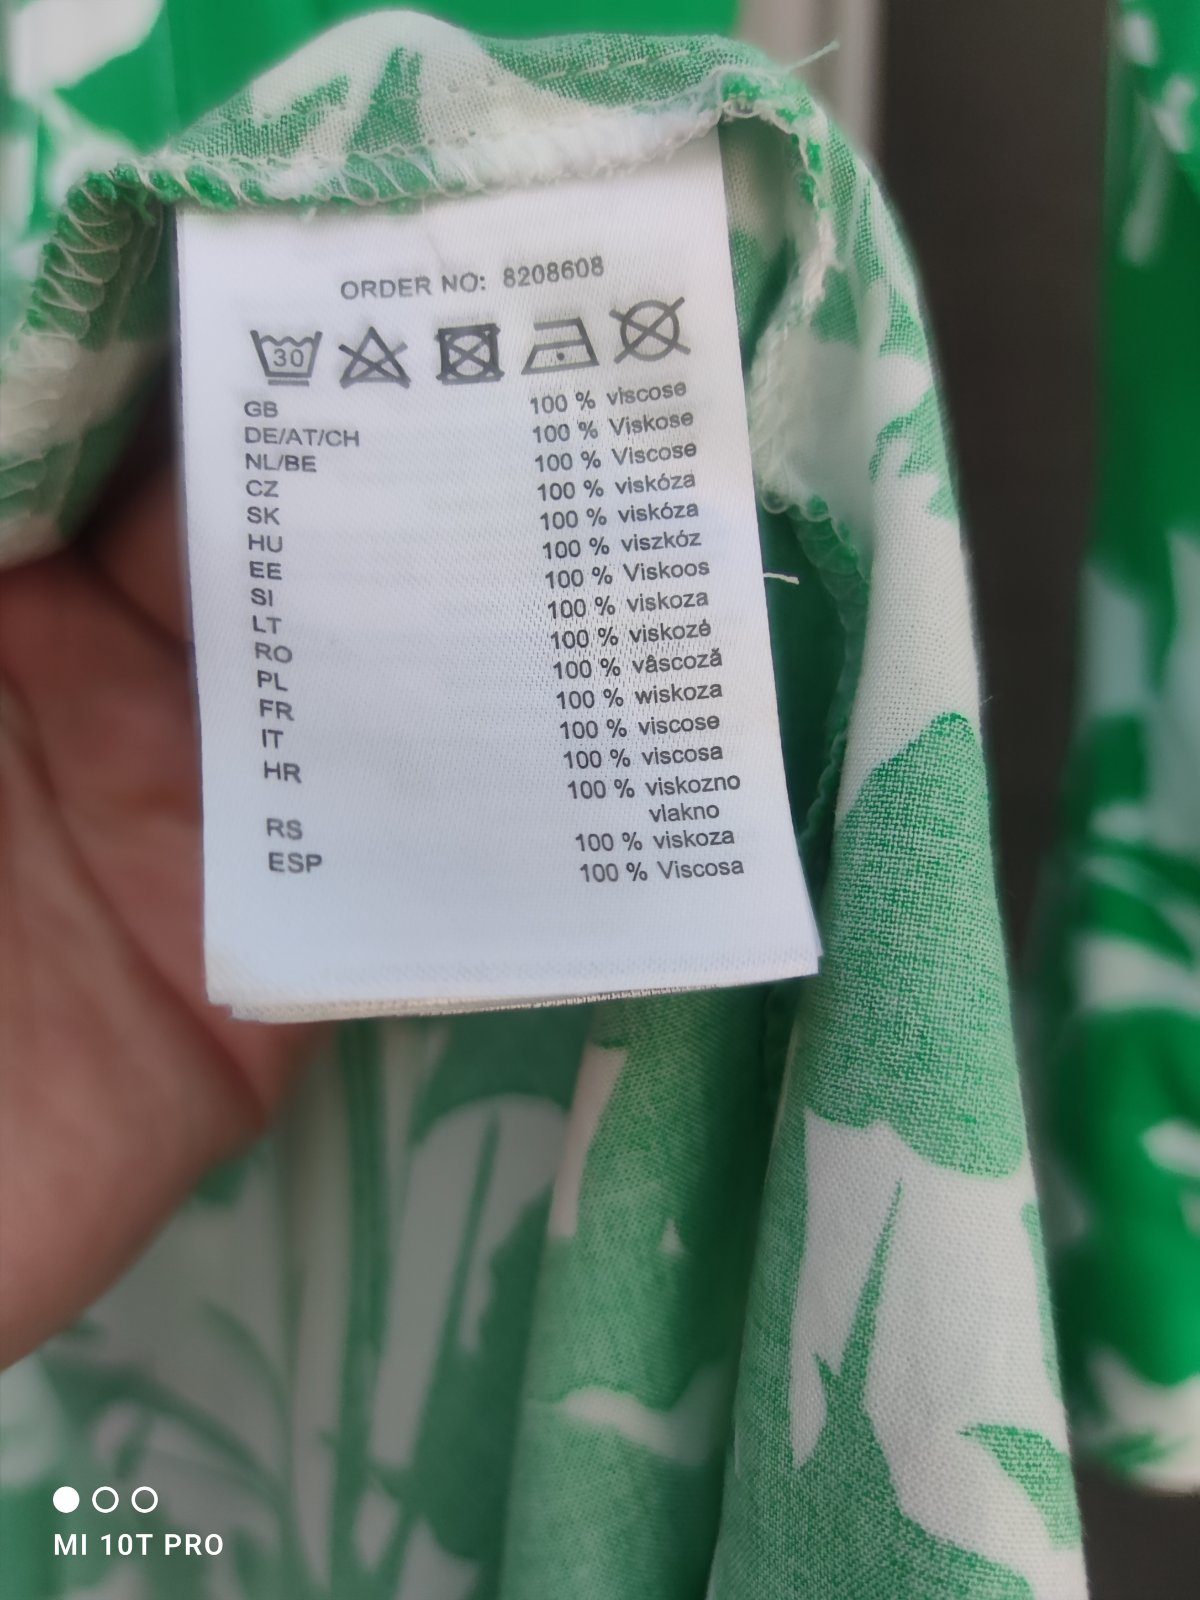 ORDER NO: 8208608
30
GB 100 % viscose
DE/AT/CH 100 % Viskose
NL/BE 100 % Viscose
CZ 100 % viskóza
SK 100 % viskóza
HU 100 % viszkóz
EE 100 % Viskoos
SI 100 % viskoza
LT 100 % viskozė
RO 100 % vâscoză
PL 100 % wiskoza
FR 100 % viscose
IT 100 % viscosa
HR 100 % viskozno
vlakno
RS 100 % viskoza
ESP 100 % Viscosa
MI 10T PRO